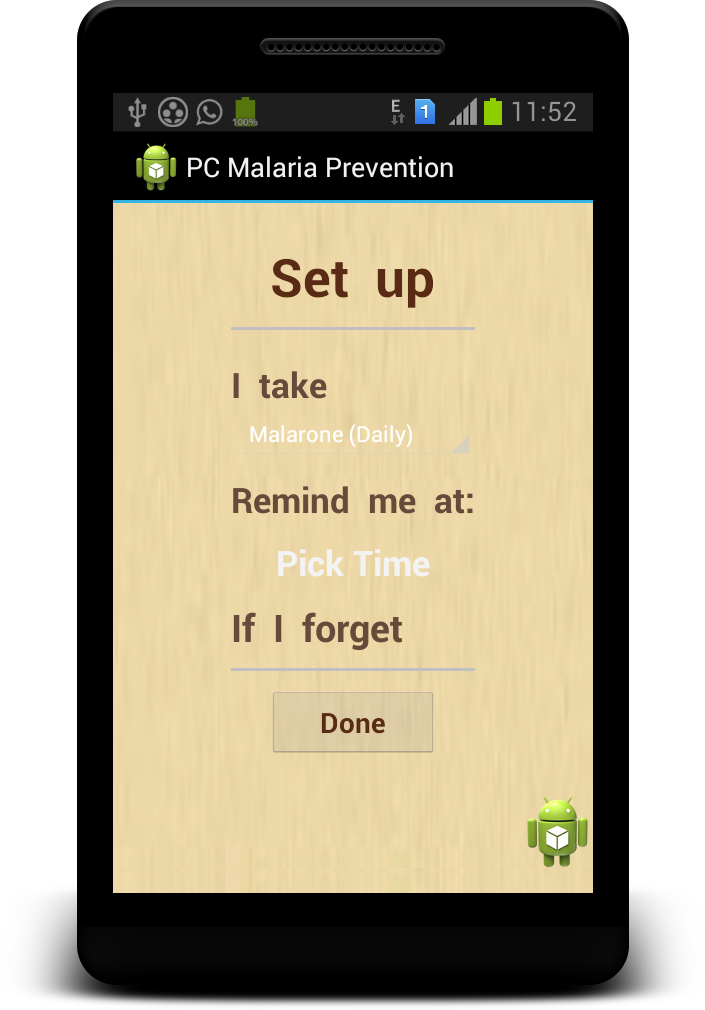 100%
E
1
11:52
PC Malaria Prevention
Set up
I take
Malarone (Daily)
Remind me at:
Pick Time
If I forget
Done